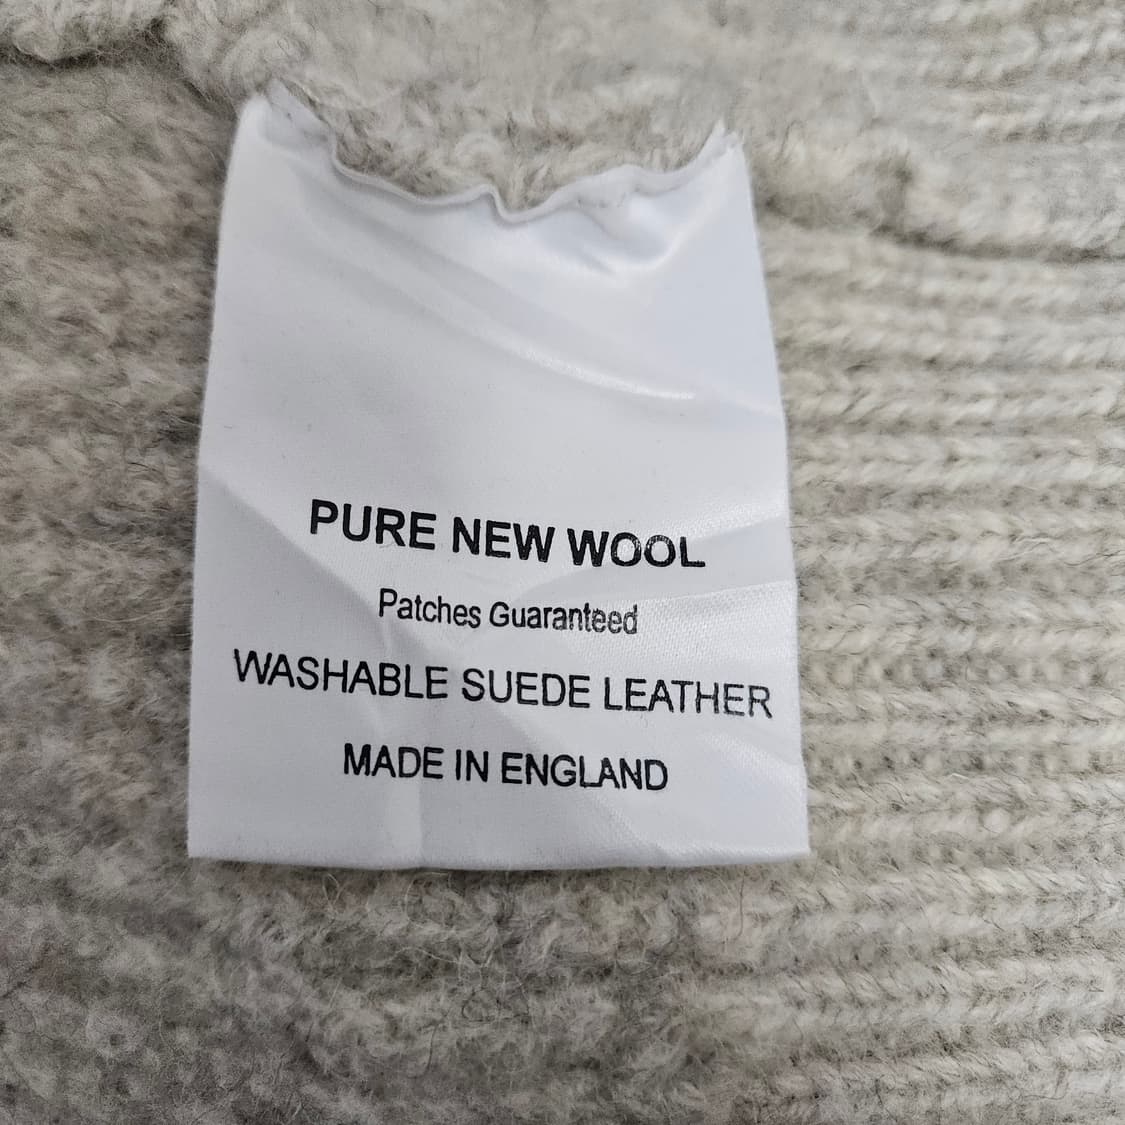 PURE NEW WOOL
Patches Guaranteed
WASHABLE SUEDE LEATHER
MADE IN ENGLAND